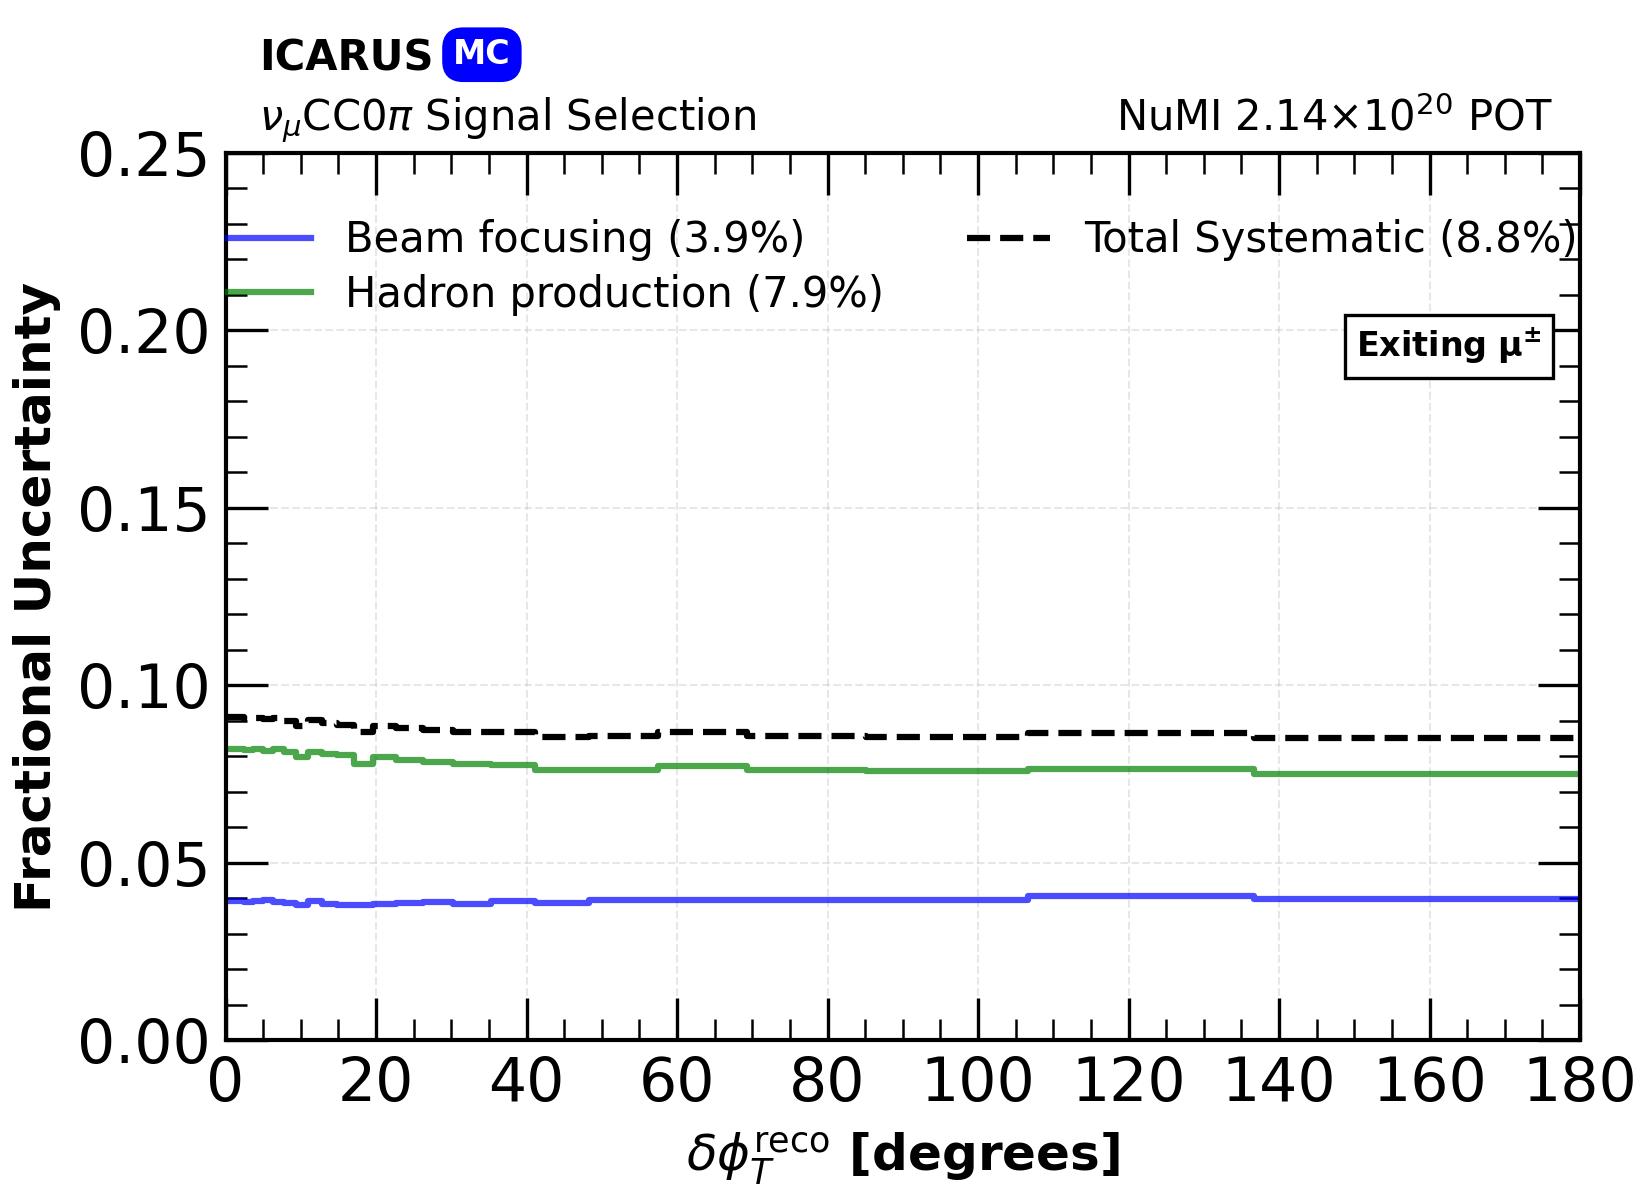 ICARUS MC
νμCC0π Signal Selection NuMI 2.14×10²⁰ POT
0.25
Beam focusing (3.9%) Total Systematic (8.8%)
Hadron production (7.9%)
0.20
Exiting μ±
0.15
0.10
0.05
0.00
Fractional Uncertainty
0 20 40 60 80 100 120 140 160 180
δϕ_T^reco [degrees]